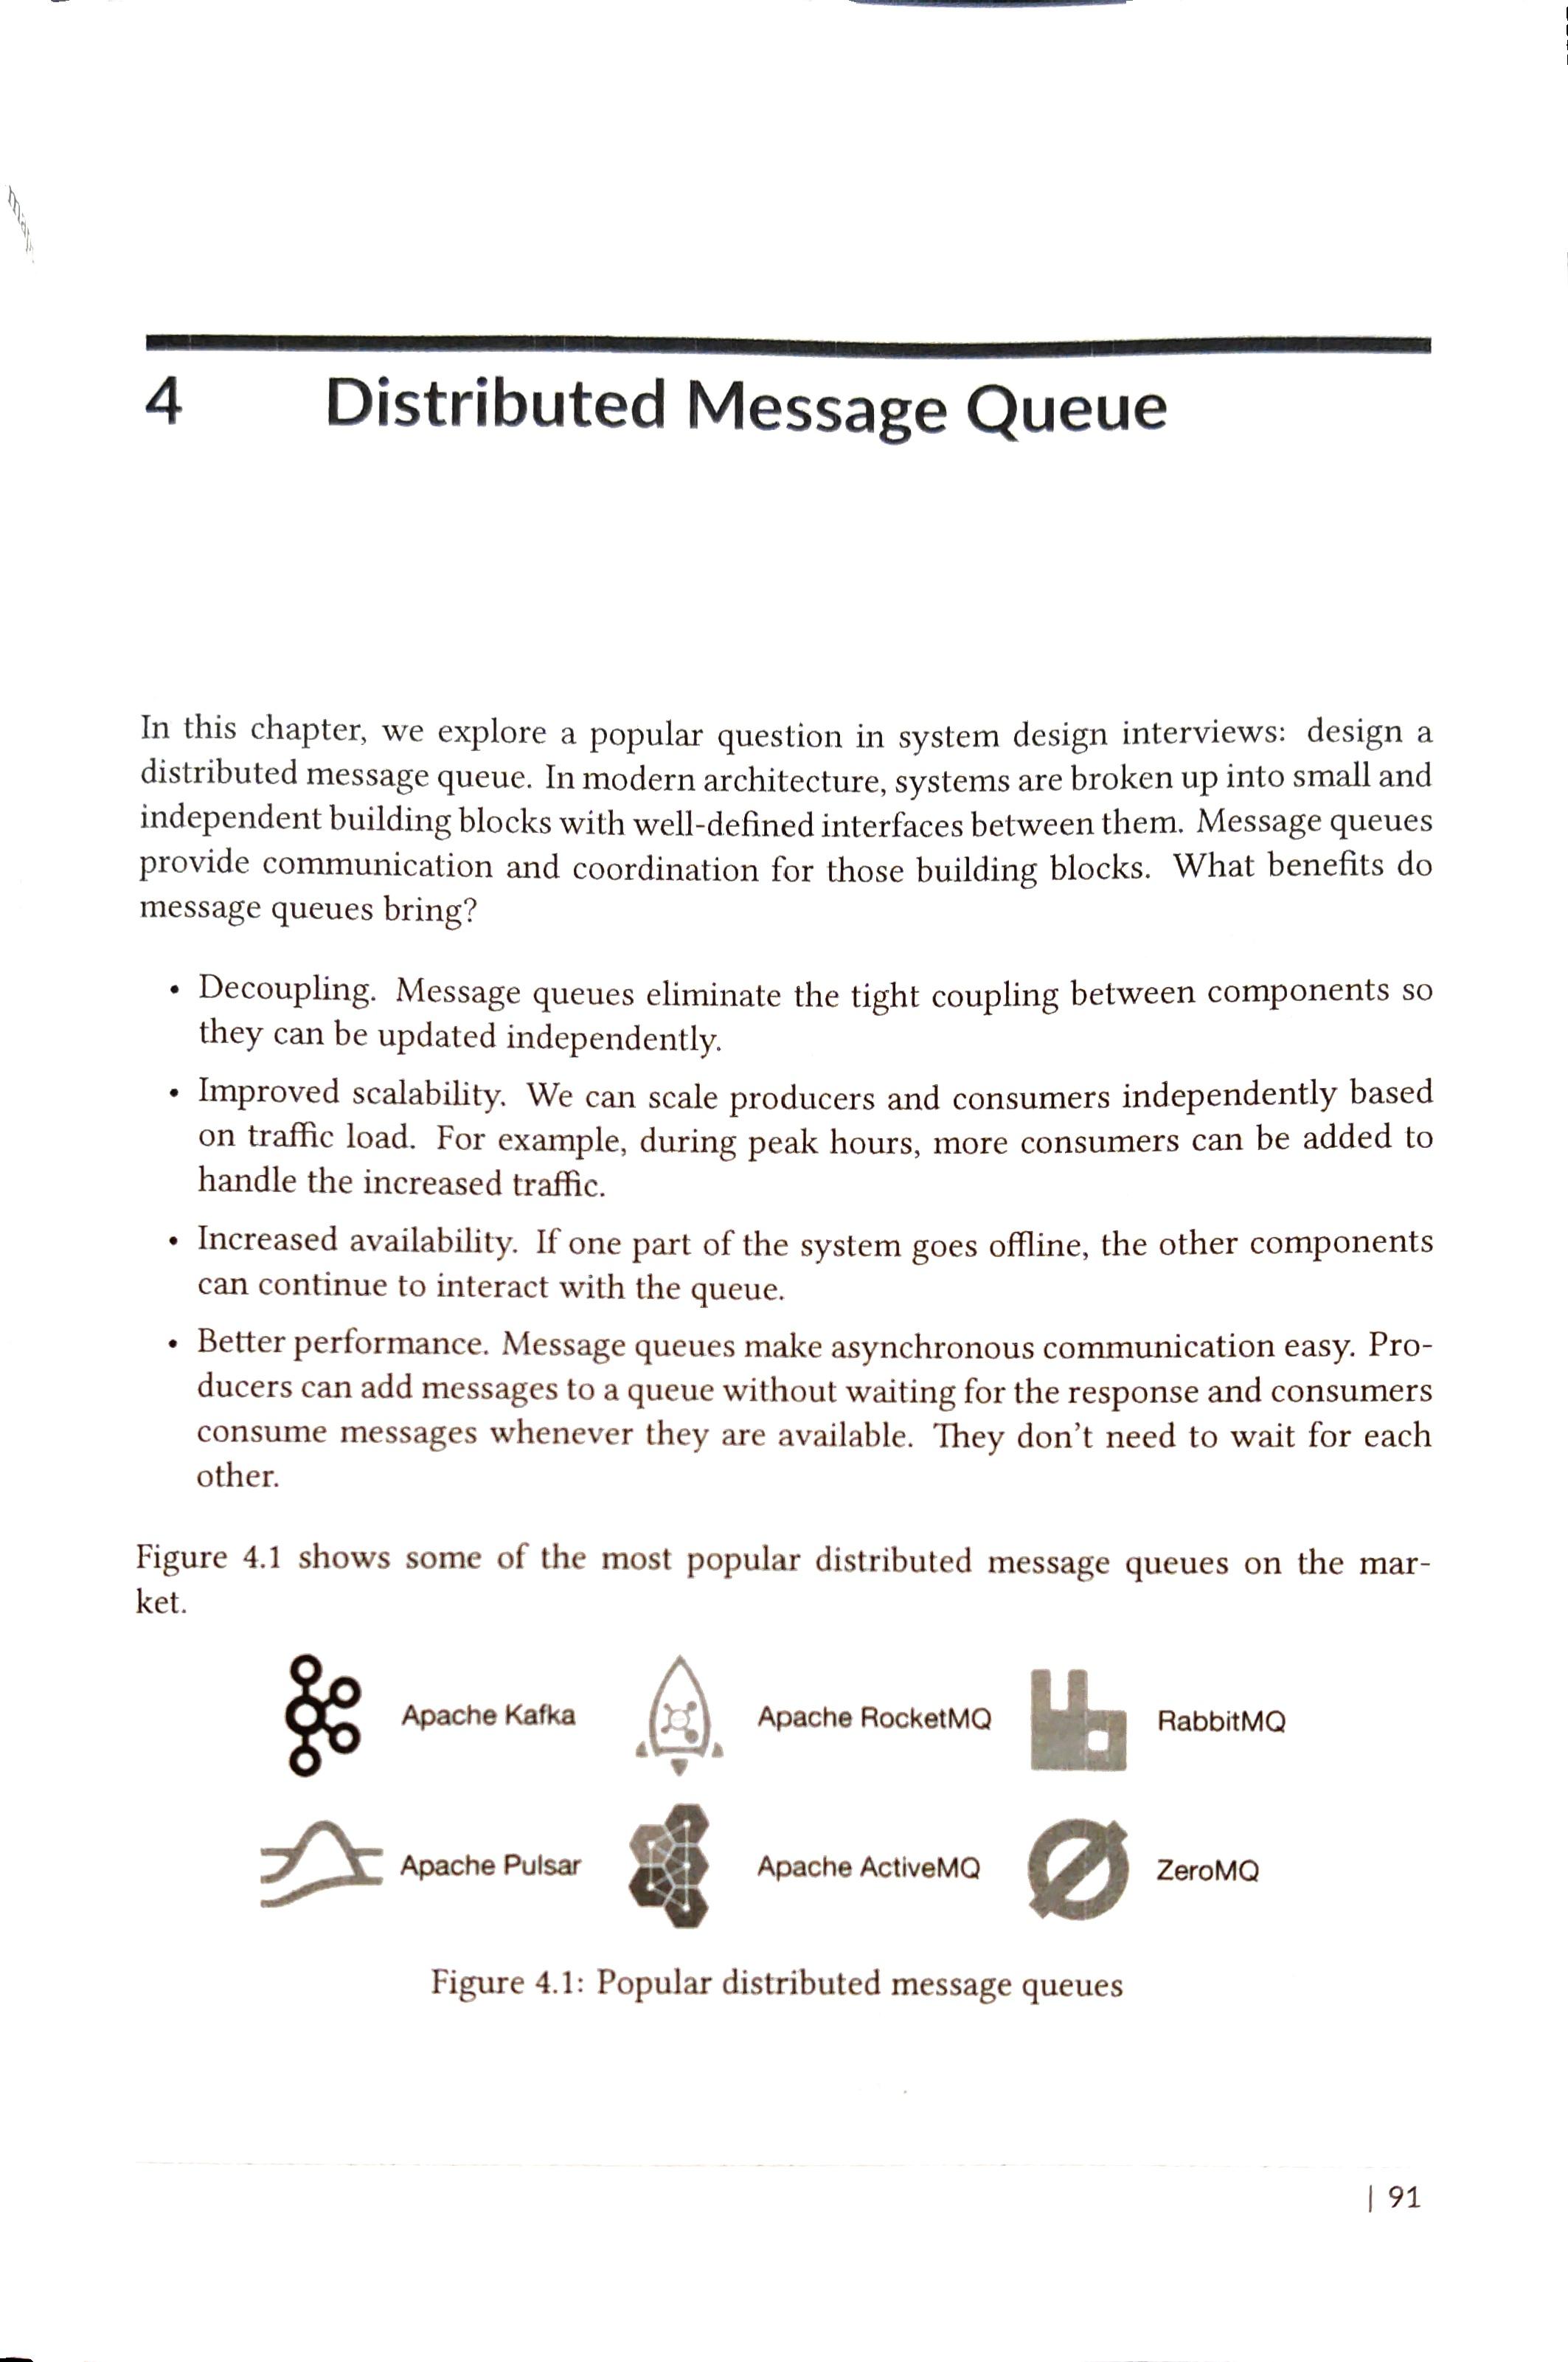 4 Distributed Message Queue
In this chapter, we explore a popular question in system design interviews: design a
distributed message queue. In modern architecture, systems are broken up into small and
independent building blocks with well-defined interfaces between them. Message queues
provide communication and coordination for those building blocks. What benefits do
message queues bring?
• Decoupling. Message queues eliminate the tight coupling between components so
they can be updated independently.
• Improved scalability. We can scale producers and consumers independently based
on traffic load. For example, during peak hours, more consumers can be added to
handle the increased traffic.
• Increased availability. If one part of the system goes offline, the other components
can continue to interact with the queue.
• Better performance. Message queues make asynchronous communication easy. Pro-
ducers can add messages to a queue without waiting for the response and consumers
consume messages whenever they are available. They don't need to wait for each
other.
Figure 4.1 shows some of the most popular distributed message queues on the mar-
ket.
Apache Kafka Apache RocketMQ RabbitMQ
Apache Pulsar Apache ActiveMQ ZeroMQ
Figure 4.1: Popular distributed message queues
| 91